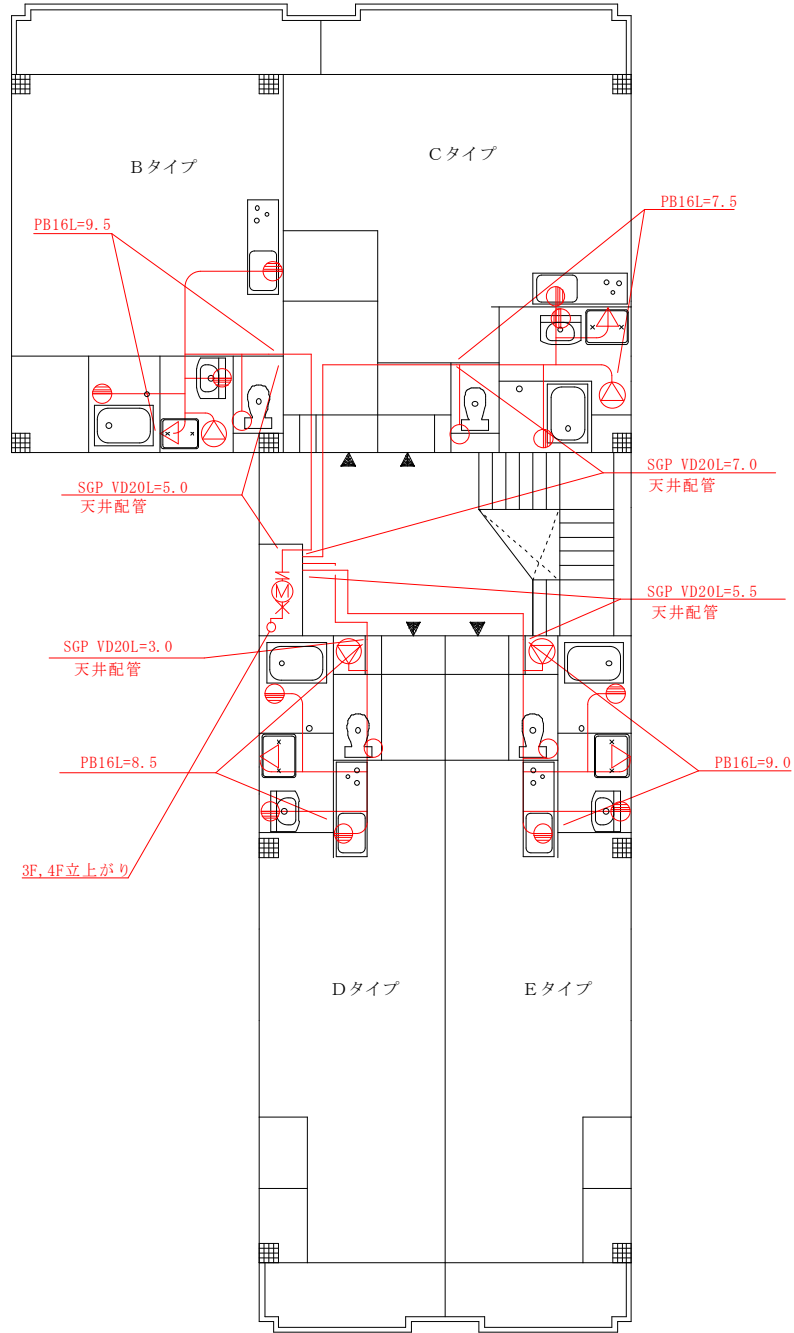 Bタイプ
Cタイプ
PB16L=9.5
PB16L=7.5
SGP VD20L=5.0
天井配管
SGP VD20L=7.0
天井配管
M
SGP VD20L=5.5
天井配管
SGP VD20L=3.0
天井配管
PB16L=8.5
PB16L=9.0
3F,4F立上がり
Dタイプ
Eタイプ